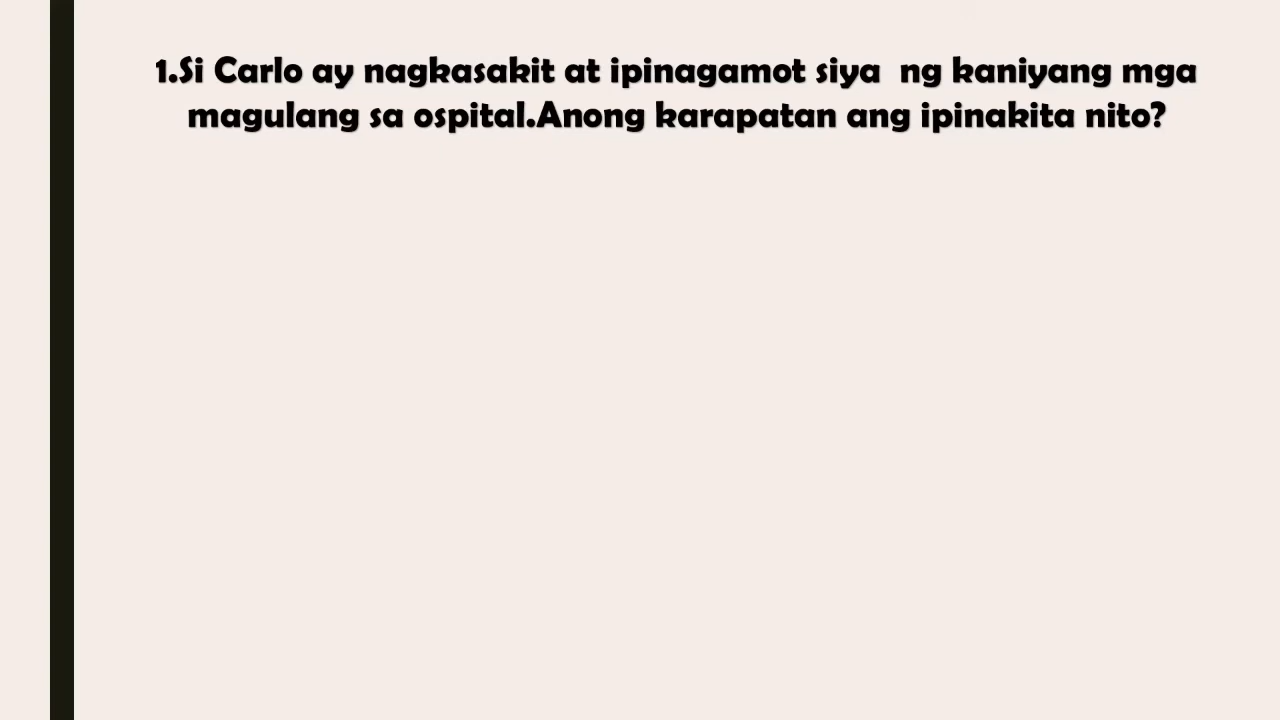 1.Si Carlo ay nagkasakit at ipinagamot siya  ng kaniyang mga
magulang sa ospital.Anong karapatan ang ipinakita nito?